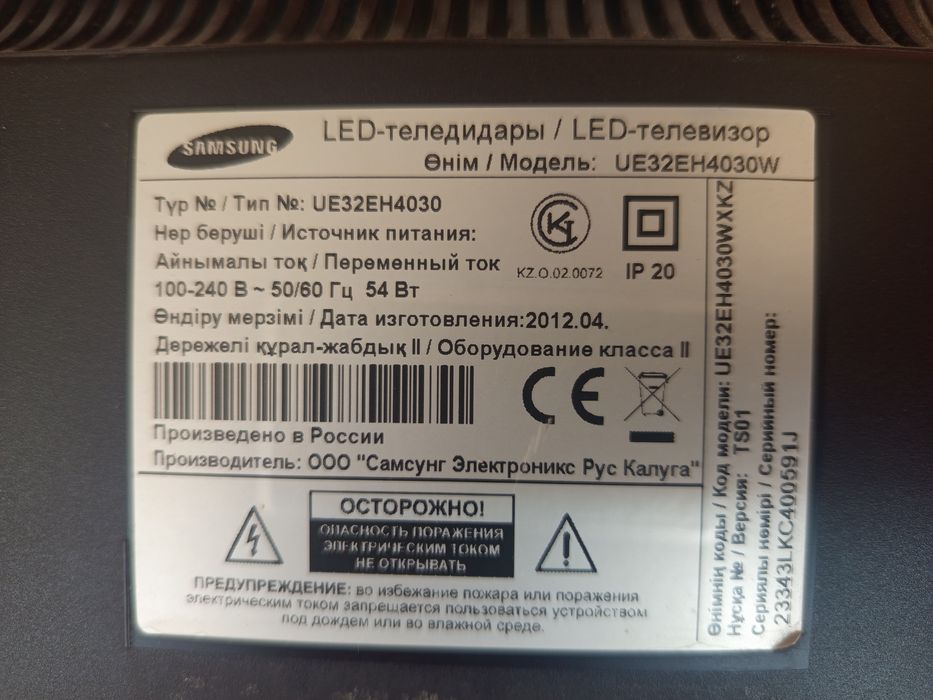 SAMSUNG
LED-теледидары / LED-телевизор
Өнім / Модель: UE32EH4030W
Түр № / Тип №: UE32EH4030
Нәр беруші / Источник питания:
Айнымалы ток / Переменный ток
100-240 В ~ 50/60 Гц 54 Вт
KZ.O.02.0072
IP 20
Өндіру мерзімі / Дата изготовления:2012.04.
Дәрежелі құрал-жабдық II / Оборудование класса II
CE
Произведено в России
Производитель: ООО "Самсунг Электроникс Рус Калуга"
ОСТОРОЖНО!
ОПАСНОСТЬ ПОРАЖЕНИЯ
ЭЛЕКТРИЧЕСКИМ ТОКОМ
НЕ ОТКРЫВАТЬ
ПРЕДУПРЕЖДЕНИЕ: во избежание пожара или поражения
электрическим током запрещается пользоваться устройством
под дождем или во влажной среде.
Өнімнің коды / Код модели: UE32EH4030WXKZ
Нұсқа № / Версия: TS01
Сериялы нөмірі / Серийный номер:
23343LKC400591J